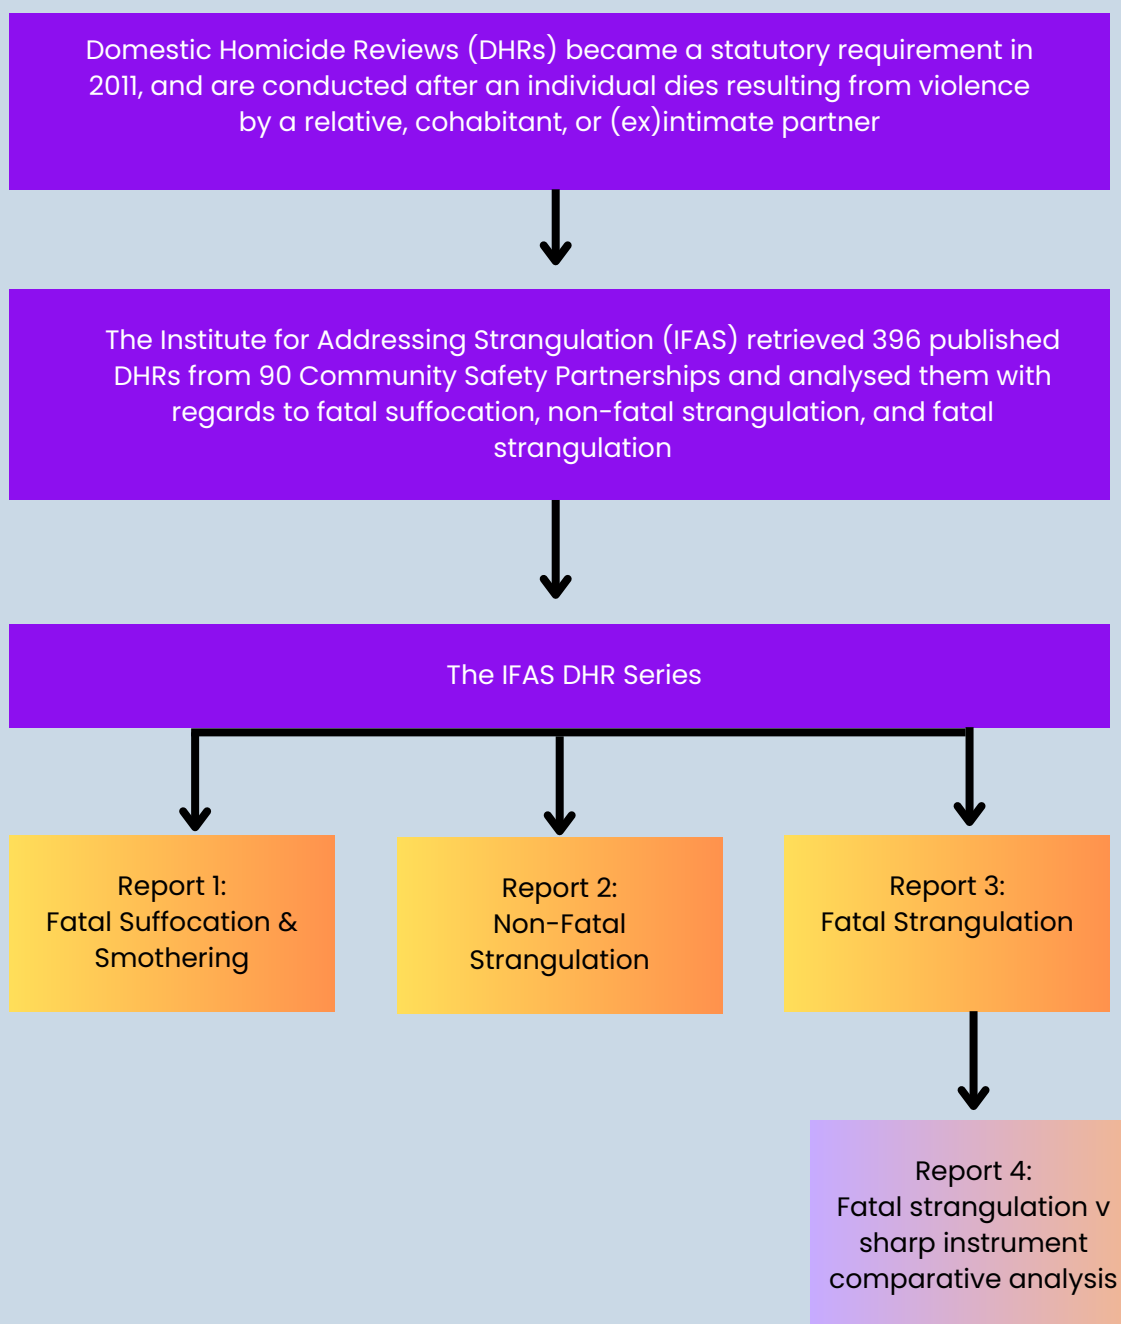 Domestic Homicide Reviews (DHRs) became a statutory requirement in
2011, and are conducted after an individual dies resulting from violence
by a relative, cohabitant, or (ex)intimate partner
The Institute for Addressing Strangulation (IFAS) retrieved 396 published
DHRs from 90 Community Safety Partnerships and analysed them with
regards to fatal suffocation, non-fatal strangulation, and fatal
strangulation
The IFAS DHR Series
Report 1:
Fatal Suffocation &
Smothering
Report 2:
Non-Fatal
Strangulation
Report 3:
Fatal Strangulation
Report 4:
Fatal strangulation v
sharp instrument
comparative analysis